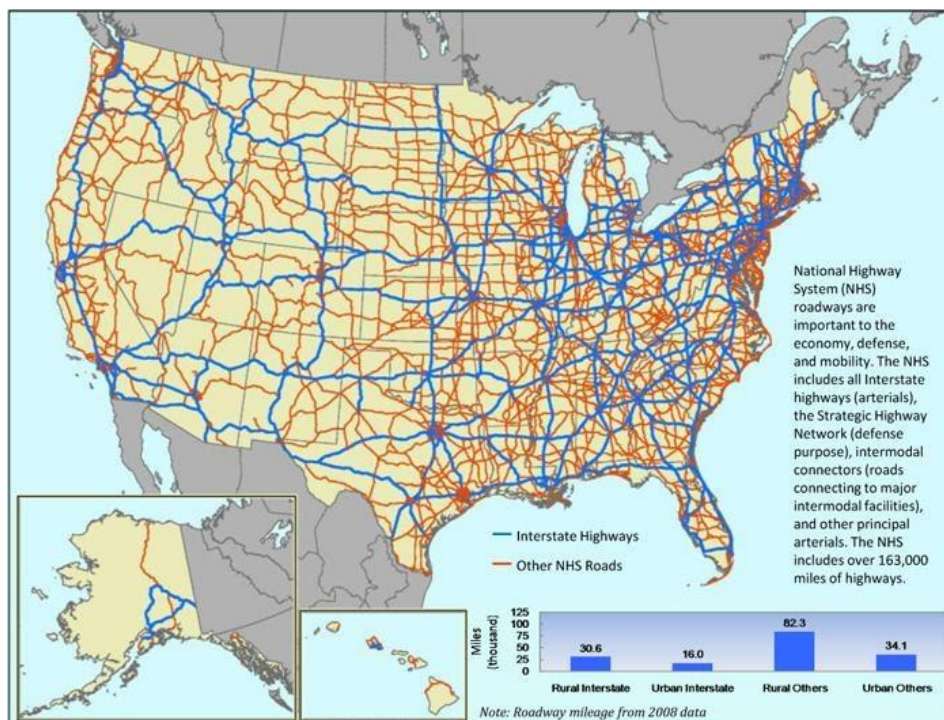 National Highway
System (NHS)
roadways are
important to the
economy, defense,
and mobility. The NHS
includes all Interstate
highways (arterials),
the Strategic Highway
Network (defense
purpose), intermodal
connectors (roads
connecting to major
intermodal facilities),
and other principal
arterials. The NHS
includes over 163,000
miles of highways.
Interstate Highways
Other NHS Roads
Miles
(thousand)
125
100
75
50
25
0
30.6
16.0
82.3
34.1
Rural Interstate
Urban Interstate
Rural Others
Urban Others
Note: Roadway mileage from 2008 data